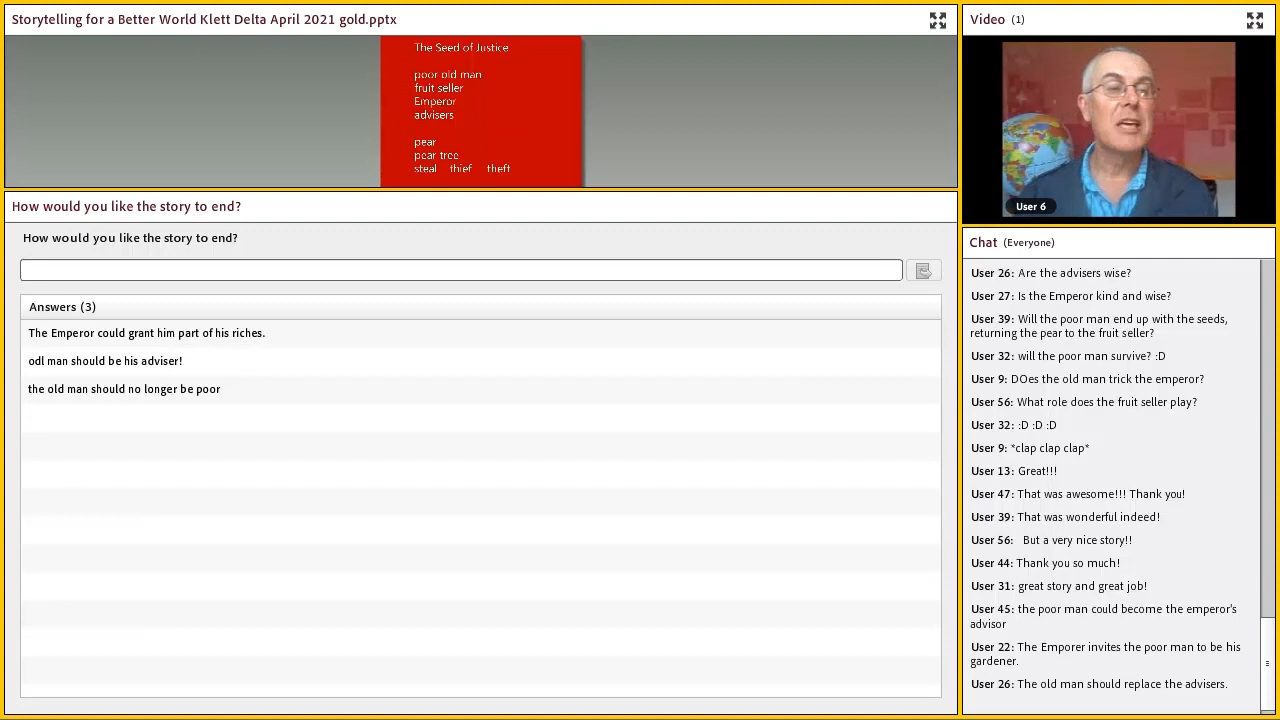 Storytelling for a Better World Klett Delta April 2021 gold.pptx
The Seed of Justice
poor old man
fruit seller
Emperor
advisers
pear
pear tree
steal thief theft
How would you like the story to end?
How would you like the story to end?
Answers (3)
The Emperor could grant him part of his riches.
odl man should be his adviser!
the old man should no longer be poor
Video (1)
User 6
Chat (Everyone)
User 26: Are the advisers wise?
User 27: Is the Emperor kind and wise?
User 39: Will the poor man end up with the seeds,
returning the pear to the fruit seller?
User 32: will the poor man survive? :D
User 9: DOes the old man trick the emperor?
User 56: What role does the fruit seller play?
User 32: :D :D :D
User 9: *clap clap clap*
User 13: Great!!!
User 47: That was awesome!!! Thank you!
User 39: That was wonderful indeed!
User 56: But a very nice story!!
User 44: Thank you so much!
User 31: great story and great job!
User 45: the poor man could become the emperor's
advisor
User 22: The Emporer invites the poor man to be his
gardener.
User 26: The old man should replace the advisers.